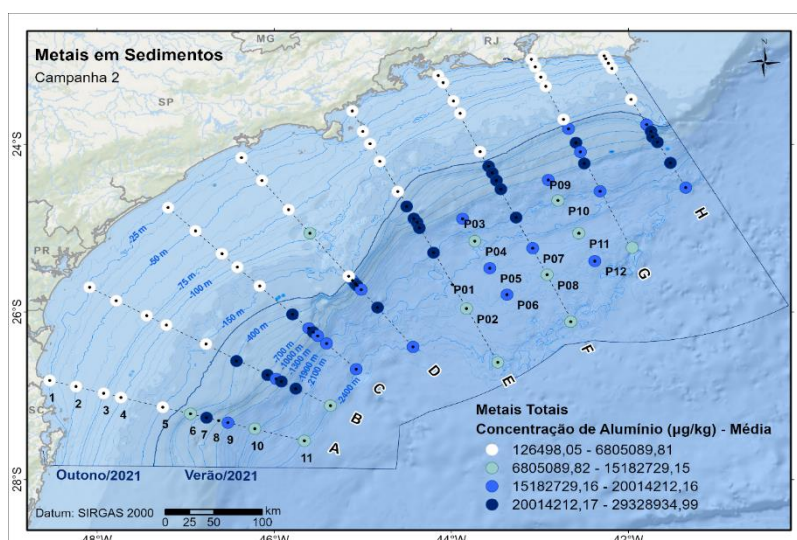 MG
RJ
Metais em Sedimentos
Campanha 2
SP
24°S
24°S
PR
-25 m
-50 m
-75 m
-100 m
-150 m
-400 m
-700 m
-1000 m
-1300 m
-1900 m
-2100 m
-2400 m
P09
P10
P03
P04
P11
P07
P12
P05
P01
P08
P06
P02
H
G
F
E
D
C
B
A
26°S
26°S
SC
1
2
3
4
5
6
7
8
9
10
11
Outono/2021
Verão/2021
Metais Totais
Concentração de Alumínio (µg/kg) - Média
126498,05 - 6805089,81
6805089,82 - 15182729,15
15182729,16 - 20014212,16
20014212,17 - 29328934,99
28°S
28°S
Datum: SIRGAS 2000
km
0 25 50 100
48°W
46°W
44°W
42°W